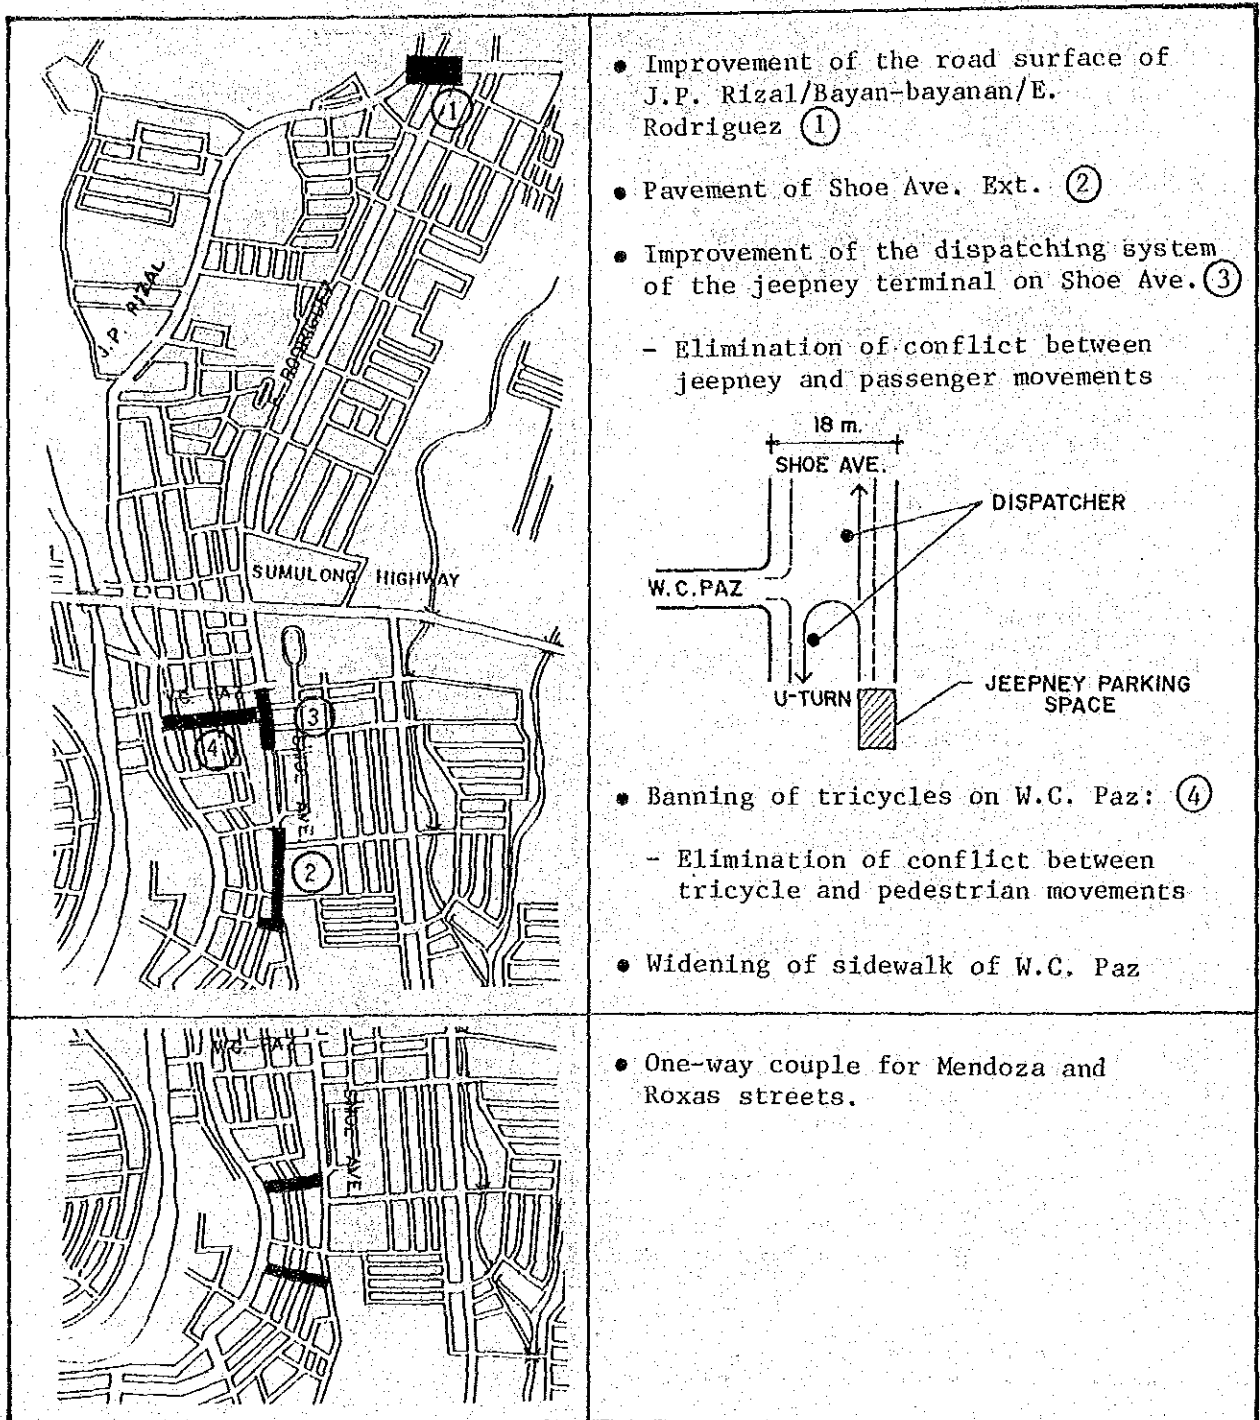 ① 
J.P. RIZAL
RODRIGUEZ
SUMULONG HIGHWAY
③
④
SHOE AVE
②
• Improvement of the road surface of
J.P. Rizal/Bayan-bayanan/E.
Rodriguez ①
• Pavement of Shoe Ave. Ext. ②
• Improvement of the dispatching system
of the jeepney terminal on Shoe Ave. ③
- Elimination of conflict between
jeepney and passenger movements
18 m.
SHOE AVE.
DISPATCHER
W.C. PAZ
U-TURN
JEEPNEY PARKING
SPACE
• Banning of tricycles on W.C. Paz: ④
- Elimination of conflict between
tricycle and pedestrian movements
• Widening of sidewalk of W.C. Paz
SHOE AVE
• One-way couple for Mendoza and
Roxas streets.